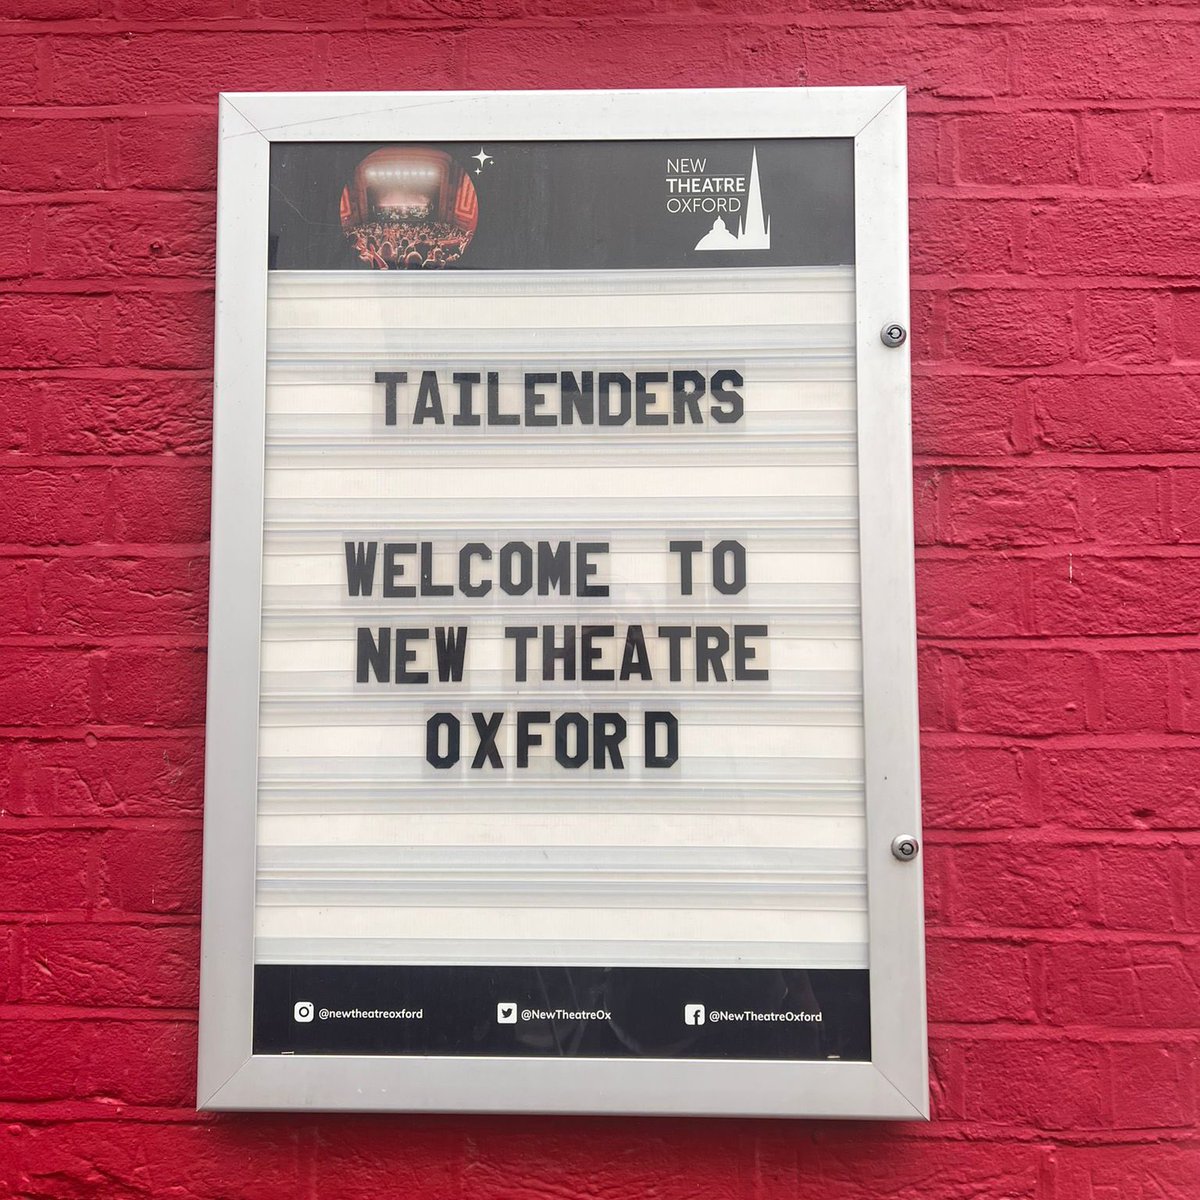 NEW
THEATRE
OXFORD
TAILENDERS
WELCOME TO
NEW THEATRE
OXFORD
@newtheatreoxford
@NewTheatreOx
@NewTheatreOxford